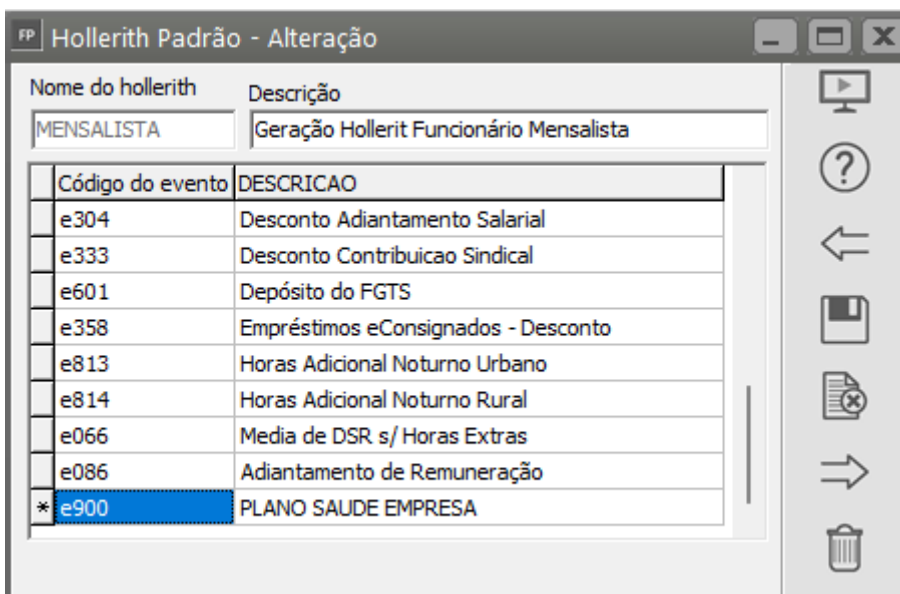 FP Hollerith Padrão - Alteração
Nome do hollerith Descrição
MENSALISTA Geração Hollerit Funcionário Mensalista
Código do evento DESCRICAO
e304 Desconto Adiantamento Salarial
e333 Desconto Contribuicao Sindical
e601 Depósito do FGTS
e358 Empréstimos eConsignados - Desconto
e813 Horas Adicional Noturno Urbano
e814 Horas Adicional Noturno Rural
e066 Media de DSR s/ Horas Extras
e086 Adiantamento de Remuneração
* e900 PLANO SAUDE EMPRESA